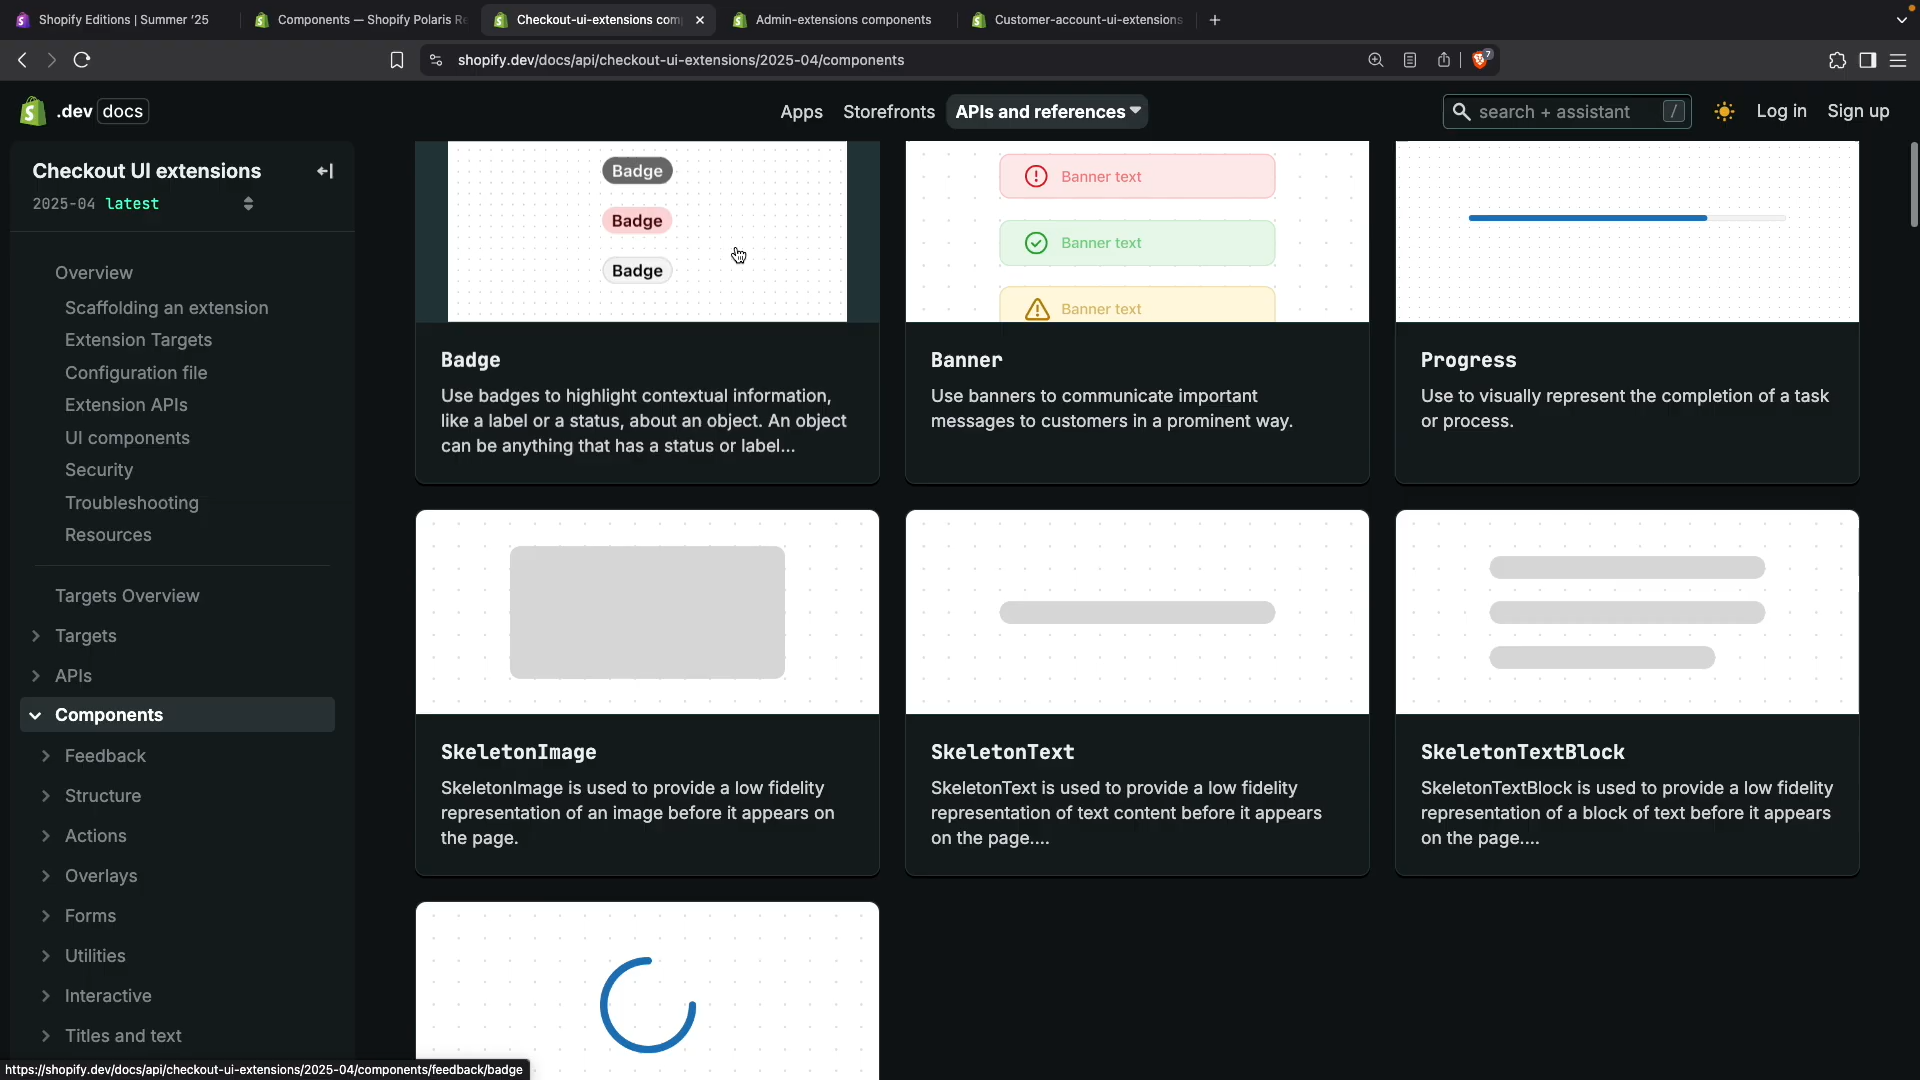 Shopify Editions | Summer '25
Components — Shopify Polaris Re
Checkout-ui-extensions com
Admin-extensions components
Customer-account-ui-extensions
shopify.dev/docs/api/checkout-ui-extensions/2025-04/components
7
.dev docs
Apps
Storefronts
APIs and references
search + assistant
/
Log in
Sign up
Checkout UI extensions
2025-04 latest
Overview
Scaffolding an extension
Extension Targets
Configuration file
Extension APIs
UI components
Security
Troubleshooting
Resources
Targets Overview
Targets
APIs
Components
Feedback
Structure
Actions
Overlays
Forms
Utilities
Interactive
Titles and text
Badge
Badge
Badge
Badge
Use badges to highlight contextual information,
like a label or a status, about an object. An object
can be anything that has a status or label...
Banner text
Banner text
Banner text
Banner
Use banners to communicate important
messages to customers in a prominent way.
Progress
Use to visually represent the completion of a task
or process.
SkeletonImage
SkeletonImage is used to provide a low fidelity
representation of an image before it appears on
the page.
SkeletonText
SkeletonText is used to provide a low fidelity
representation of text content before it appears
on the page....
SkeletonTextBlock
SkeletonTextBlock is used to provide a low fidelity
representation of a block of text before it appears
on the page....
https://shopify.dev/docs/api/checkout-ui-extensions/2025-04/components/feedback/badge